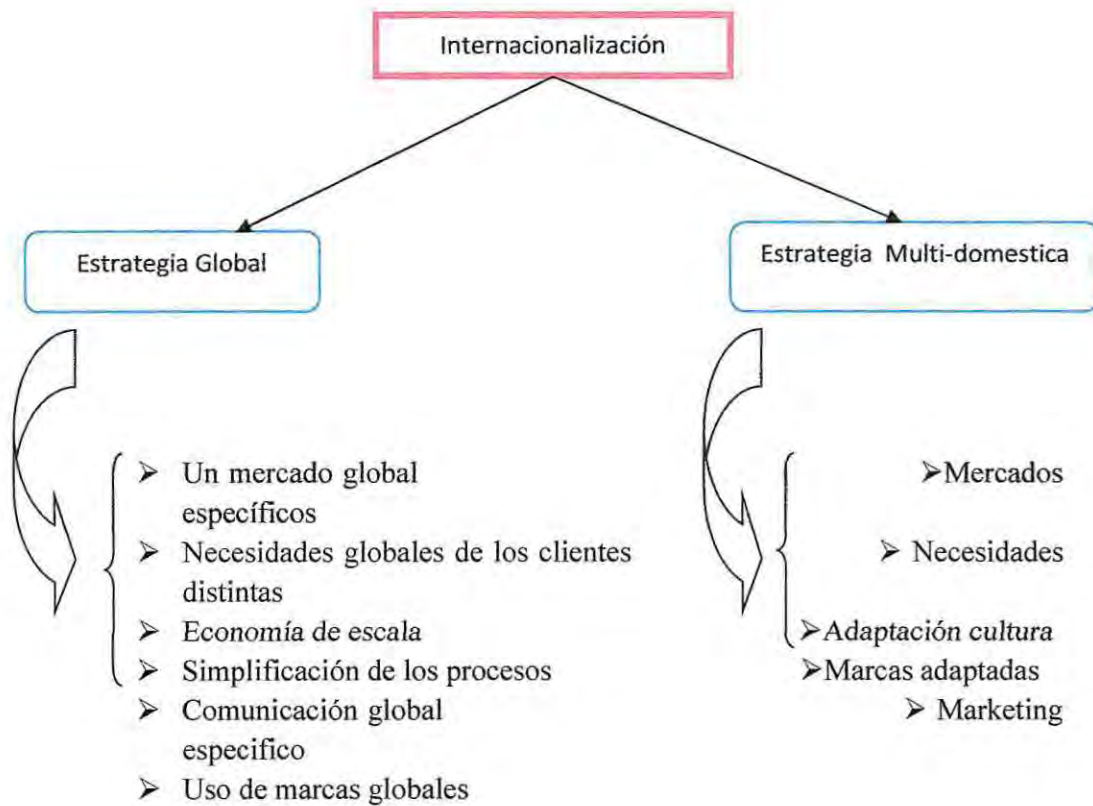 Internacionalización
Estrategia Global
Estrategia Multi-domestica
➤ Un mercado global
específicos
➤ Necesidades globales de los clientes
distintas
➤ Economía de escala
➤ Simplificación de los procesos
➤ Comunicación global
especifico
➤ Uso de marcas globales
➤Mercados
➤ Necesidades
➤Adaptación cultura
➤Marcas adaptadas
➤ Marketing